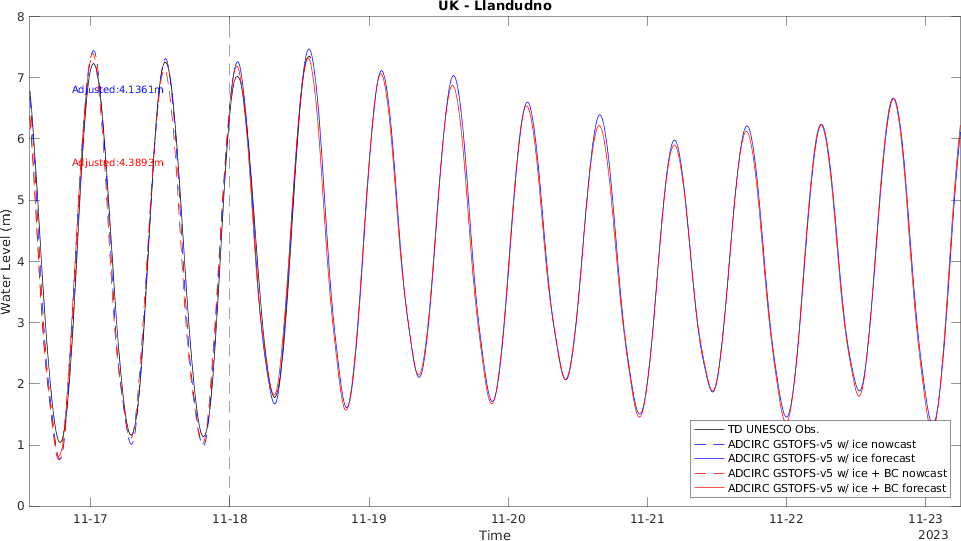 UK - Llandudno
8
7
6
5
4
3
2
1
0
Water Level (m)
Adjusted:4.1361m
Adjusted:4.3893m
TD UNESCO Obs.
ADCIRC GSTOFS-v5 w/ ice nowcast
ADCIRC GSTOFS-v5 w/ ice forecast
ADCIRC GSTOFS-v5 w/ ice + BC nowcast
ADCIRC GSTOFS-v5 w/ ice + BC forecast
11-17 11-18 11-19 11-20 11-21 11-22 11-23
Time
2023